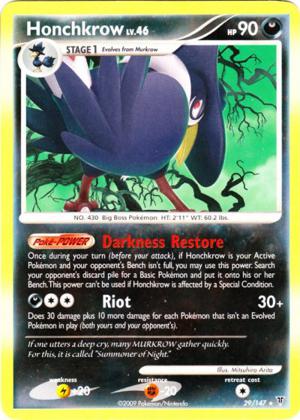 Honchkrow LV.46 HP 90
STAGE 1 Evolves from Murkrow
NO. 430 Big Boss Pokémon. HT: 2'11" WT: 60.2 lbs.
Poké-POWER Darkness Restore
Once during your turn (before your attack), if Honchkrow is your Active
Pokémon and your opponent's Bench isn't full, you may use this power. Search
your opponent's discard pile for a Basic Pokémon and put it onto his or her
Bench. This power can't be used if Honchkrow is affected by a Special Condition.
Riot 30+
Does 30 damage plus 10 more damage for each Pokémon that isn't an Evolved
Pokémon in play (both yours and your opponent's).
If one utters a deep cry, many MURKROW gather quickly.
For this, it is called "Summoner of Night."
Illus. Mitsuhiro Arita
weakness resistance retreat cost
+20 -20
©2009 Pokémon/Nintendo 29/147